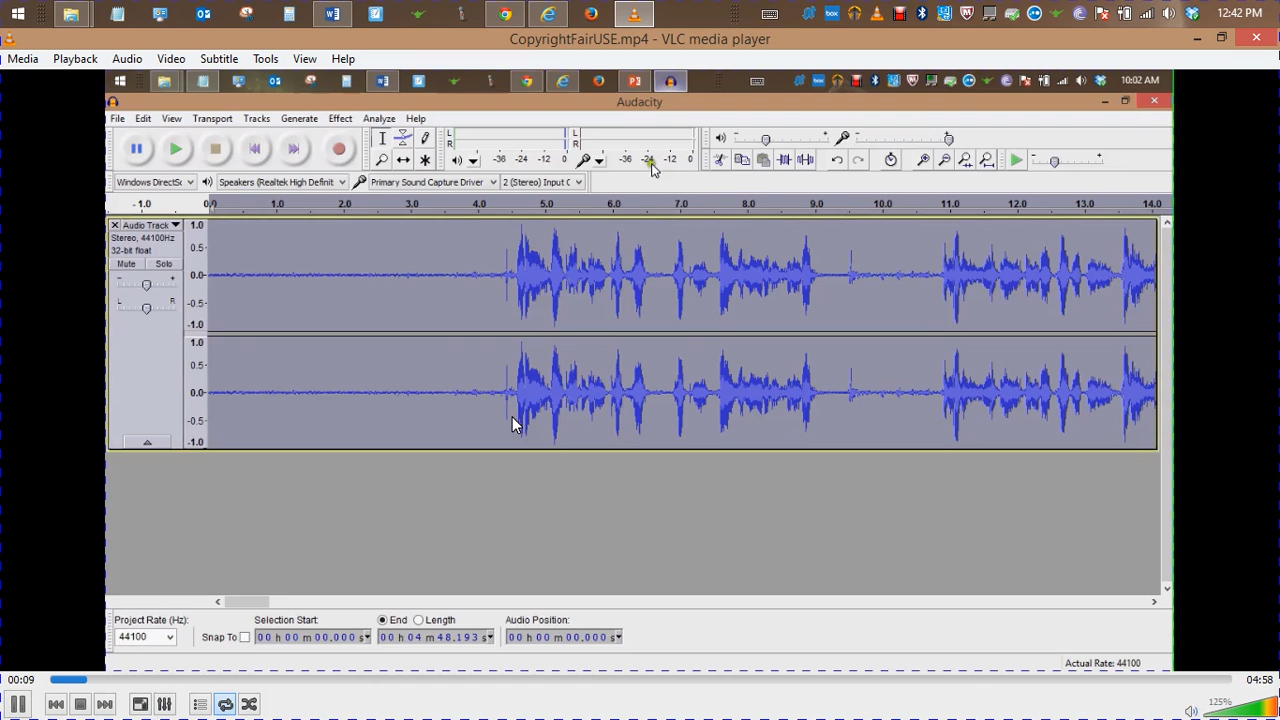 12:42 PM
CopyrightFairUSE.mp4 - VLC media player
Media Playback Audio Video Subtitle Tools View Help
10:02 AM
Audacity
File Edit View Transport Tracks Generate Effect Analyze Help
L R -38 -24 -12 0 L R -36 -24 -12 0
Windows DirectSc Speakers (Realtek High Definit Primary Sound Capture Driver 2 (Stereo) Input C
-1.0 0.0 1.0 2.0 3.0 4.0 5.0 6.0 7.0 8.0 9.0 10.0 11.0 12.0 13.0 14.0
Audio Track
Stereo, 44100Hz
32-bit float
Mute Solo
- +
L R
1.0
0.5
0.0
-0.5
-1.0
1.0
0.5
0.0
-0.5
-1.0
Project Rate (Hz): Selection Start: End Length Audio Position:
44100 Snap To 00 h 00 m 00,000 s 00 h 04 m 48,193 s 00 h 00 m 00,000 s
Actual Rate: 44100
00:09 04:58
125%